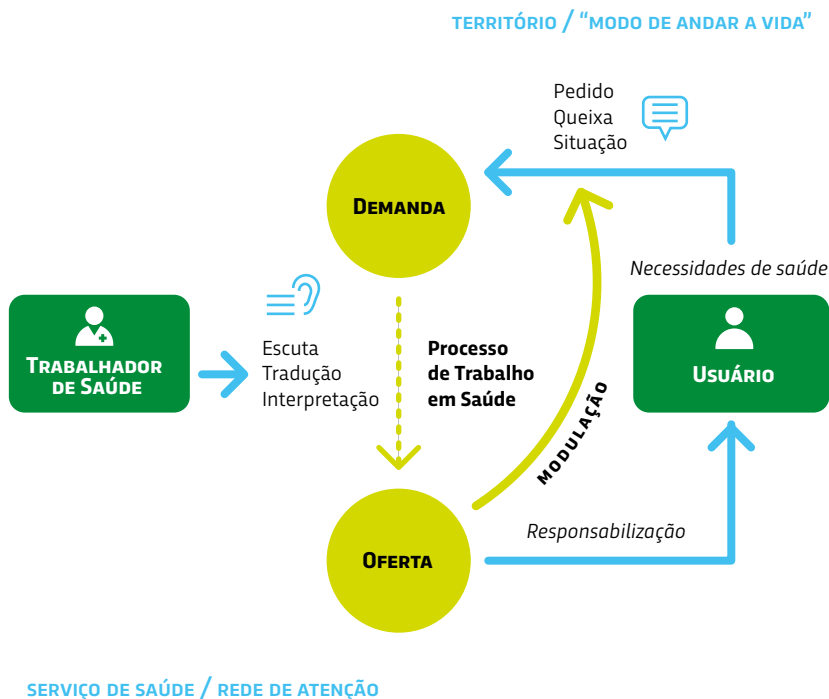 TERRITÓRIO / “MODO DE ANDAR A VIDA”
Pedido
Queixa
Situação
DEMANDA
Necessidades de saúde
TRABALHADOR
DE SAÚDE
Escuta
Tradução
Interpretação
Processo
de Trabalho
em Saúde
USUÁRIO
MODULAÇÃO
Responsabilização
OFERTA
SERVIÇO DE SAÚDE / REDE DE ATENÇÃO